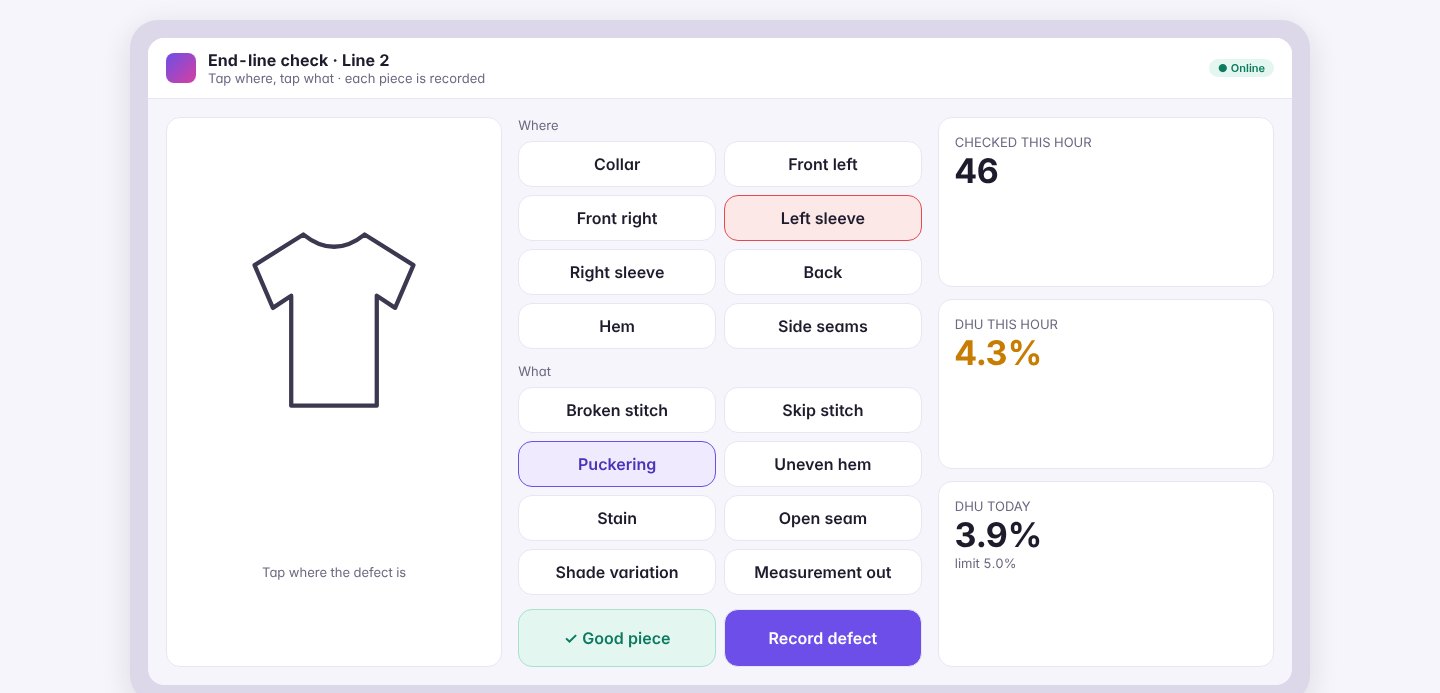 End-line check · Line 2
Tap where, tap what · each piece is recorded
● Online
Tap where the defect is
Where
Collar
Front left
Front right
Left sleeve
Right sleeve
Back
Hem
Side seams
What
Broken stitch
Skip stitch
Puckering
Uneven hem
Stain
Open seam
Shade variation
Measurement out
✓ Good piece
Record defect
CHECKED THIS HOUR
46
DHU THIS HOUR
4.3%
DHU TODAY
3.9%
limit 5.0%